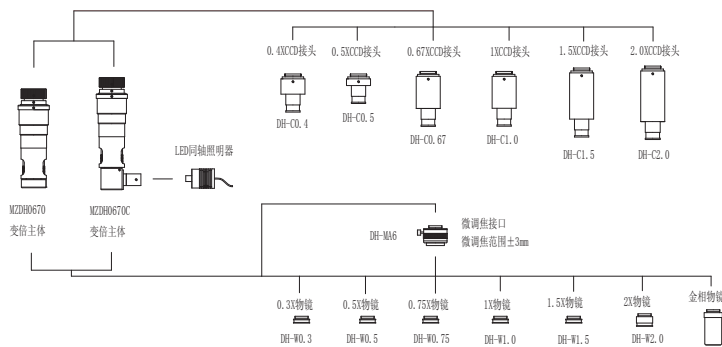 0.4XCCD接头
0.5XCCD接头
0.67XCCD接头
1XCCD接头
1.5XCCD接头
2.0XCCD接头
DH-C0.4
DH-C0.5
DH-C0.67
DH-C1.0
DH-C1.5
DH-C2.0
LED同轴照明器
MZDH0670
变倍主体
MZDH0670C
变倍主体
DH-MA6
微调焦接口
微调焦范围±3mm
0.3X物镜
0.5X物镜
0.75X物镜
1X物镜
1.5X物镜
2X物镜
金相物镜
DH-W0.3
DH-W0.5
DH-W0.75
DH-W1.0
DH-W1.5
DH-W2.0